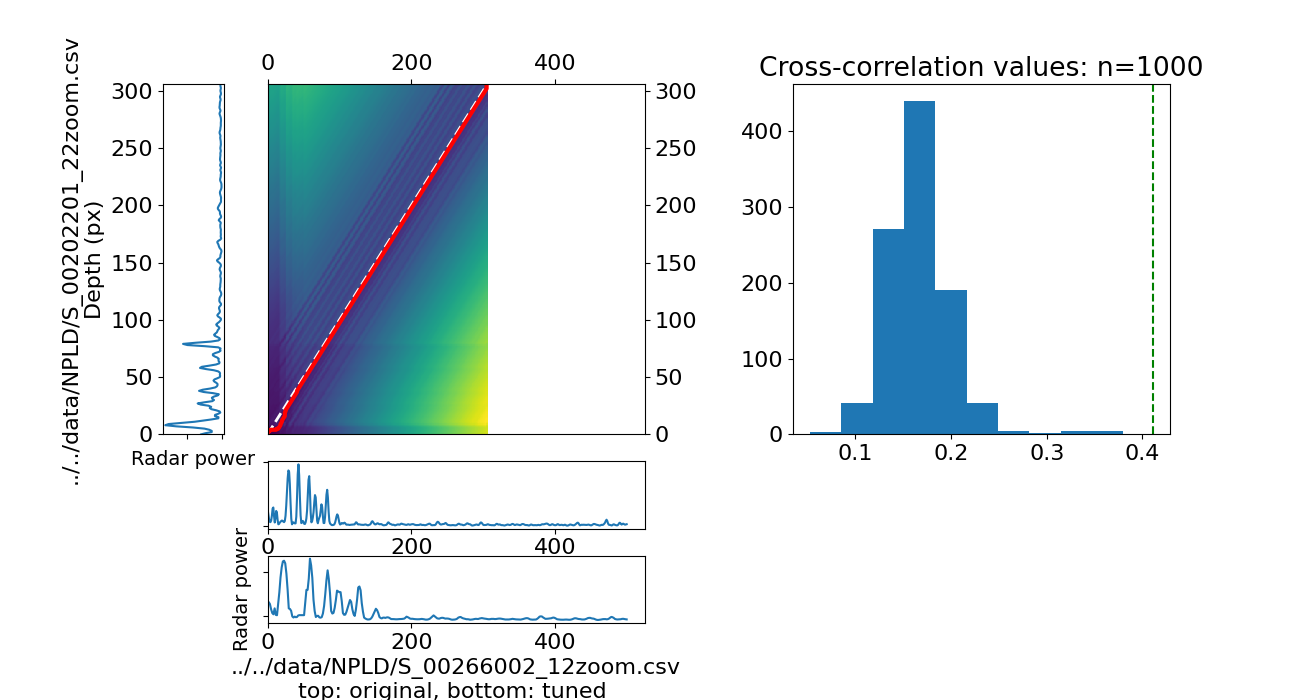 0 200 400
Cross-correlation values: n=1000
../../data/NPLD/S_00202201_22zoom.csv
Depth (px)
300
250
200
150
100
50
0
300
250
200
150
100
50
0
400
300
200
100
0
0.1 0.2 0.3 0.4
Radar power
0 200 400
Radar power
0 200 400
../../data/NPLD/S_00266002_12zoom.csv
top: original, bottom: tuned